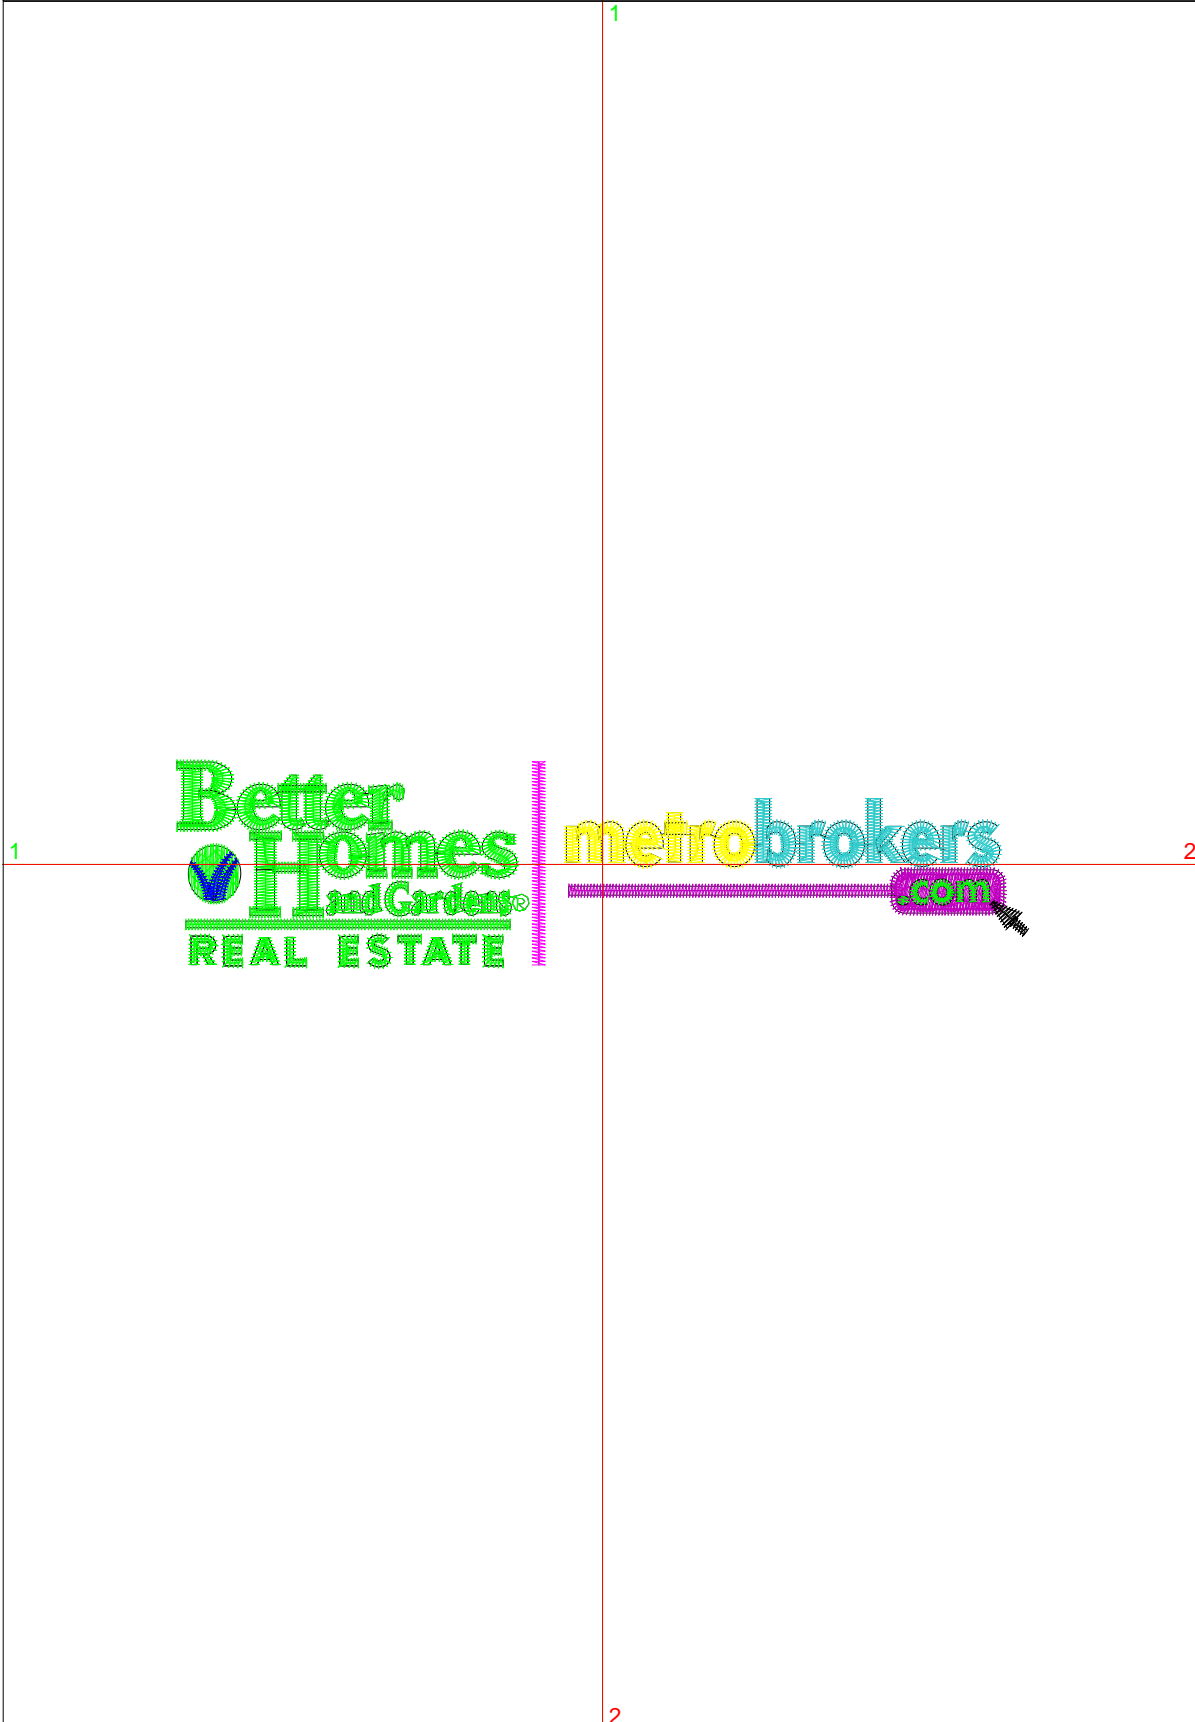 1
Better
Homes
and Gardens®
REAL ESTATE
metrobrokers
.com
1
2
2